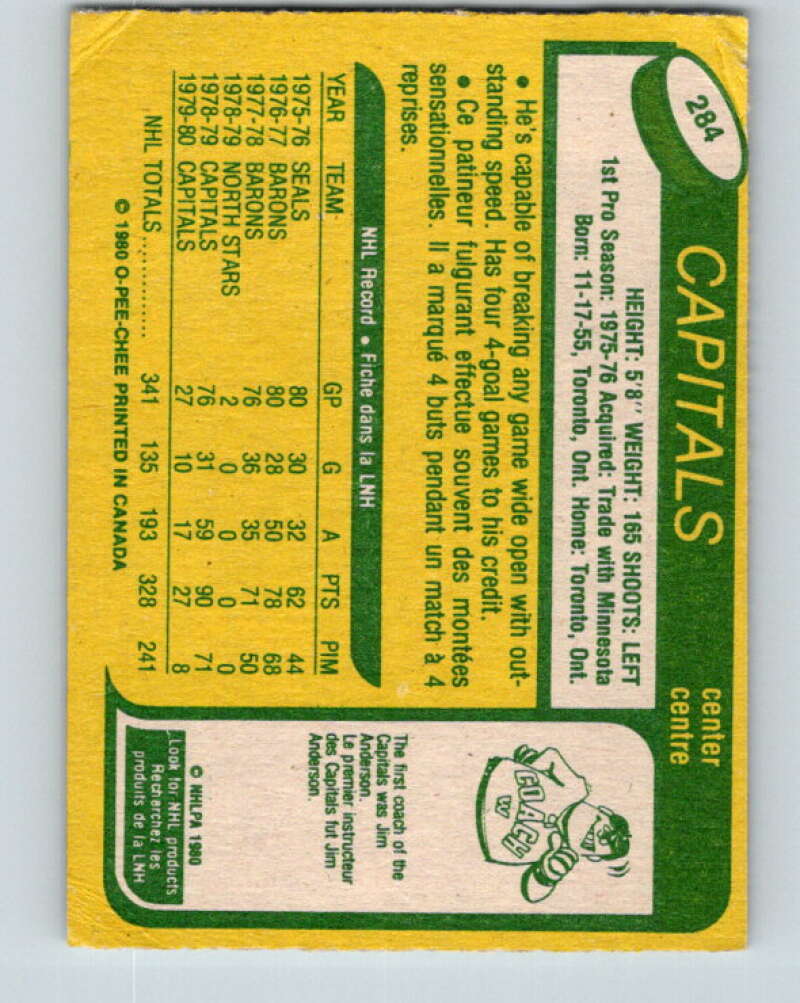 284
CAPITALS
center
centre
HEIGHT: 5'8'' WEIGHT: 165 SHOOTS: LEFT
1st Pro Season: 1975-76 Acquired: Trade with Minnesota
Born: 11-17-55, Toronto, Ont. Home: Toronto, Ont.
• He's capable of breaking any game wide open with out-
standing speed. Has four 4-goal games to his credit.
• Ce patineur fulgurant effectue souvent des montées
sensationnelles. Il a marqué 4 buts pendant un match à 4
reprises.
NHL Record • Fiche dans la LNH
YEAR TEAM GP G A PTS PIM
1975-76 SEALS 80 30 32 62 44
1976-77 BARONS 80 28 50 78 68
1977-78 BARONS 76 36 35 71 50
1978-79 NORTH STARS 2 0 0 0 0
1978-79 CAPITALS 76 31 59 90 71
1979-80 CAPITALS 27 10 17 27 8
NHL TOTALS .............. 341 135 193 328 241
© 1980 O-PEE-CHEE PRINTED IN CANADA
COACH
W
The first coach of the
Capitals was Jim
Anderson.
Le premier instructeur
des Capitals fut Jim
Anderson.
© NHLPA 1980
Look for NHL products
Recherchez les
produits de la LNH